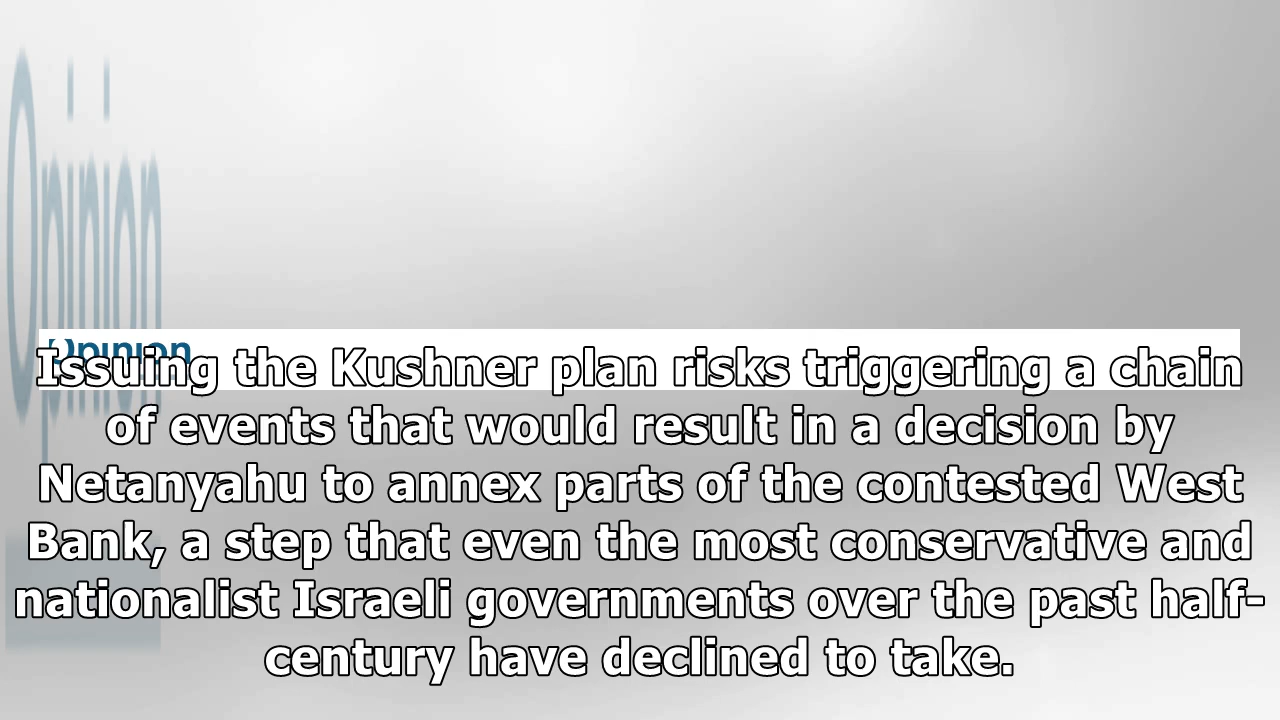 Opinion
Opinion
Issuing the Kushner plan risks triggering a chain
of events that would result in a decision by
Netanyahu to annex parts of the contested West
Bank, a step that even the most conservative and
nationalist Israeli governments over the past half-
century have declined to take.